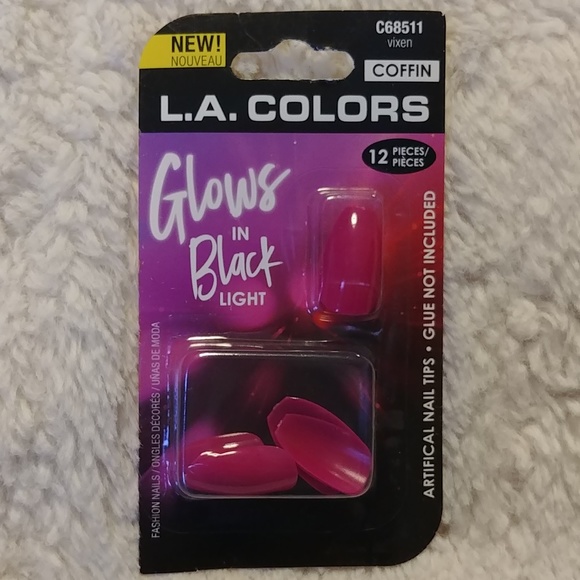 NEW!
NOUVEAU
C68511
vixen
COFFIN
L.A. COLORS
12 PIECES/
PIÈCES
Glows
IN
Black
LIGHT
ARTIFICAL NAIL TIPS • GLUE NOT INCLUDED
FASHION NAILS / ONGLES DÉCORÉS / UÑAS DE MODA